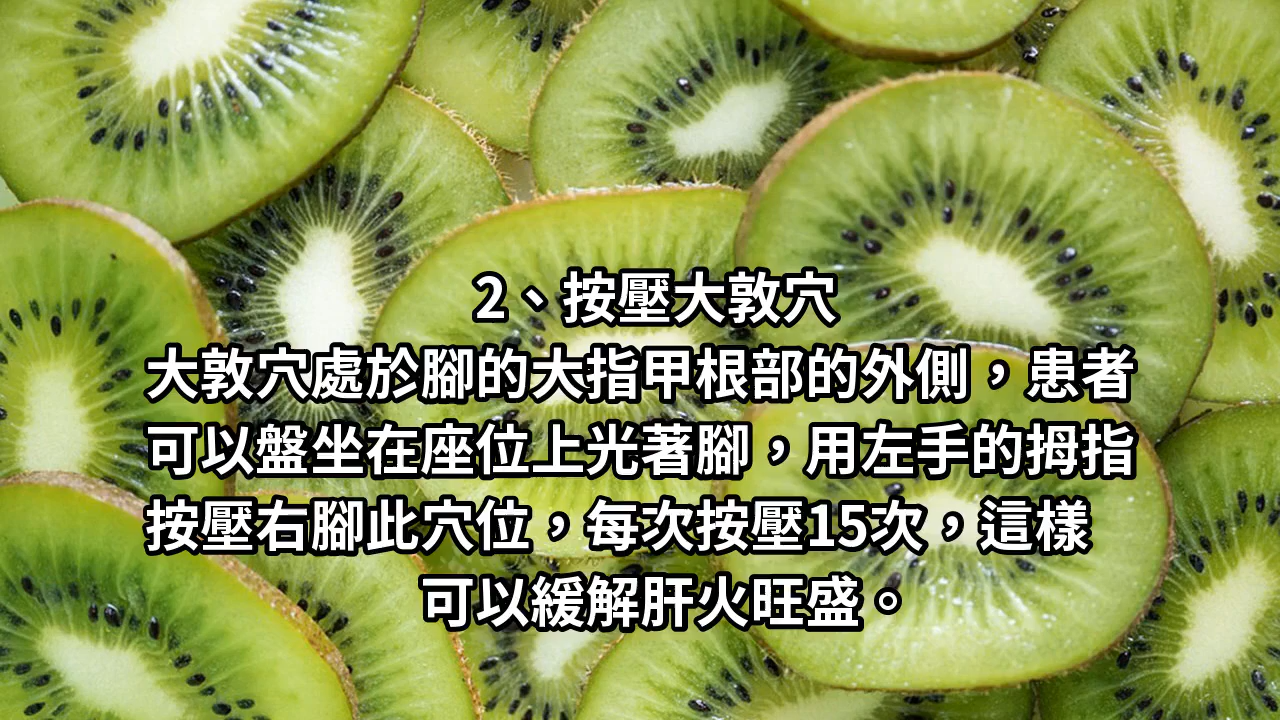 2、按壓大敦穴
大敦穴處於腳的大指甲根部的外側，患者
可以盤坐在座位上光著腳，用左手的拇指
按壓右腳此穴位，每次按壓15次，這樣
可以緩解肝火旺盛。